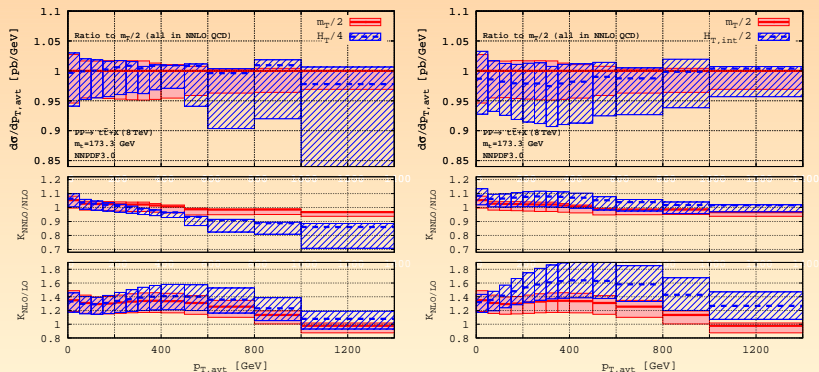 dσ/dp_T,avt [pb/GeV]
1.1
1.05
1
0.95
0.9
0.85
Ratio to m_T/2 (all in NNLO QCD)
m_T/2
H_T/4
PP→ tt̄+X (8TeV)
m_t=173.3 GeV
NNPDF3.0
K_NNLO/NLO
1.2
1.1
1
0.9
0.8
0.7
K_NLO/LO
1.8
1.6
1.4
1.2
1
0.8
0
400
800
1200
p_T,avt [GeV]
dσ/dp_T,avt [pb/GeV]
1.1
1.05
1
0.95
0.9
0.85
Ratio to m_T/2 (all in NNLO QCD)
m_T/2
H_T,int/2
PP→ tt̄+X (8TeV)
m_t=173.3 GeV
NNPDF3.0
K_NNLO/NLO
1.2
1.1
1
0.9
0.8
0.7
K_NLO/LO
1.8
1.6
1.4
1.2
1
0.8
0
400
800
1200
p_T,avt [GeV]